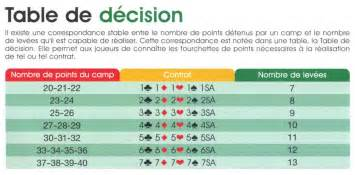 Table de décision
Il existe une correspondance stable entre le nombre de points détenus par un camp et le nombre
de levées qu'il est capable de réaliser. Cette correspondance est notée dans une table, la Table de
décision. Elle permet aux joueurs de connaître les fourchettes de points nécessaires à la réalisation
de tel ou tel contrat.
Nombre de points du camp Contrat Nombre de levées
20-21-22 1♣ 1♦ 1♥ 1♠ 1SA 7
23-24 2♣ 2♦ 2♥ 2♠ 2SA 8
25-26 3♣ 3♦ 3♥ 3♠ 3SA 9
27-28-29 4♣ 4♦ 4♥ 4♠ 4SA 10
30-31-32 5♣ 5♦ 5♥ 5♠ 5SA 11
33-34-35-36 6♣ 6♦ 6♥ 6♠ 6SA 12
37-38-39-40 7♣ 7♦ 7♥ 7♠ 7SA 13